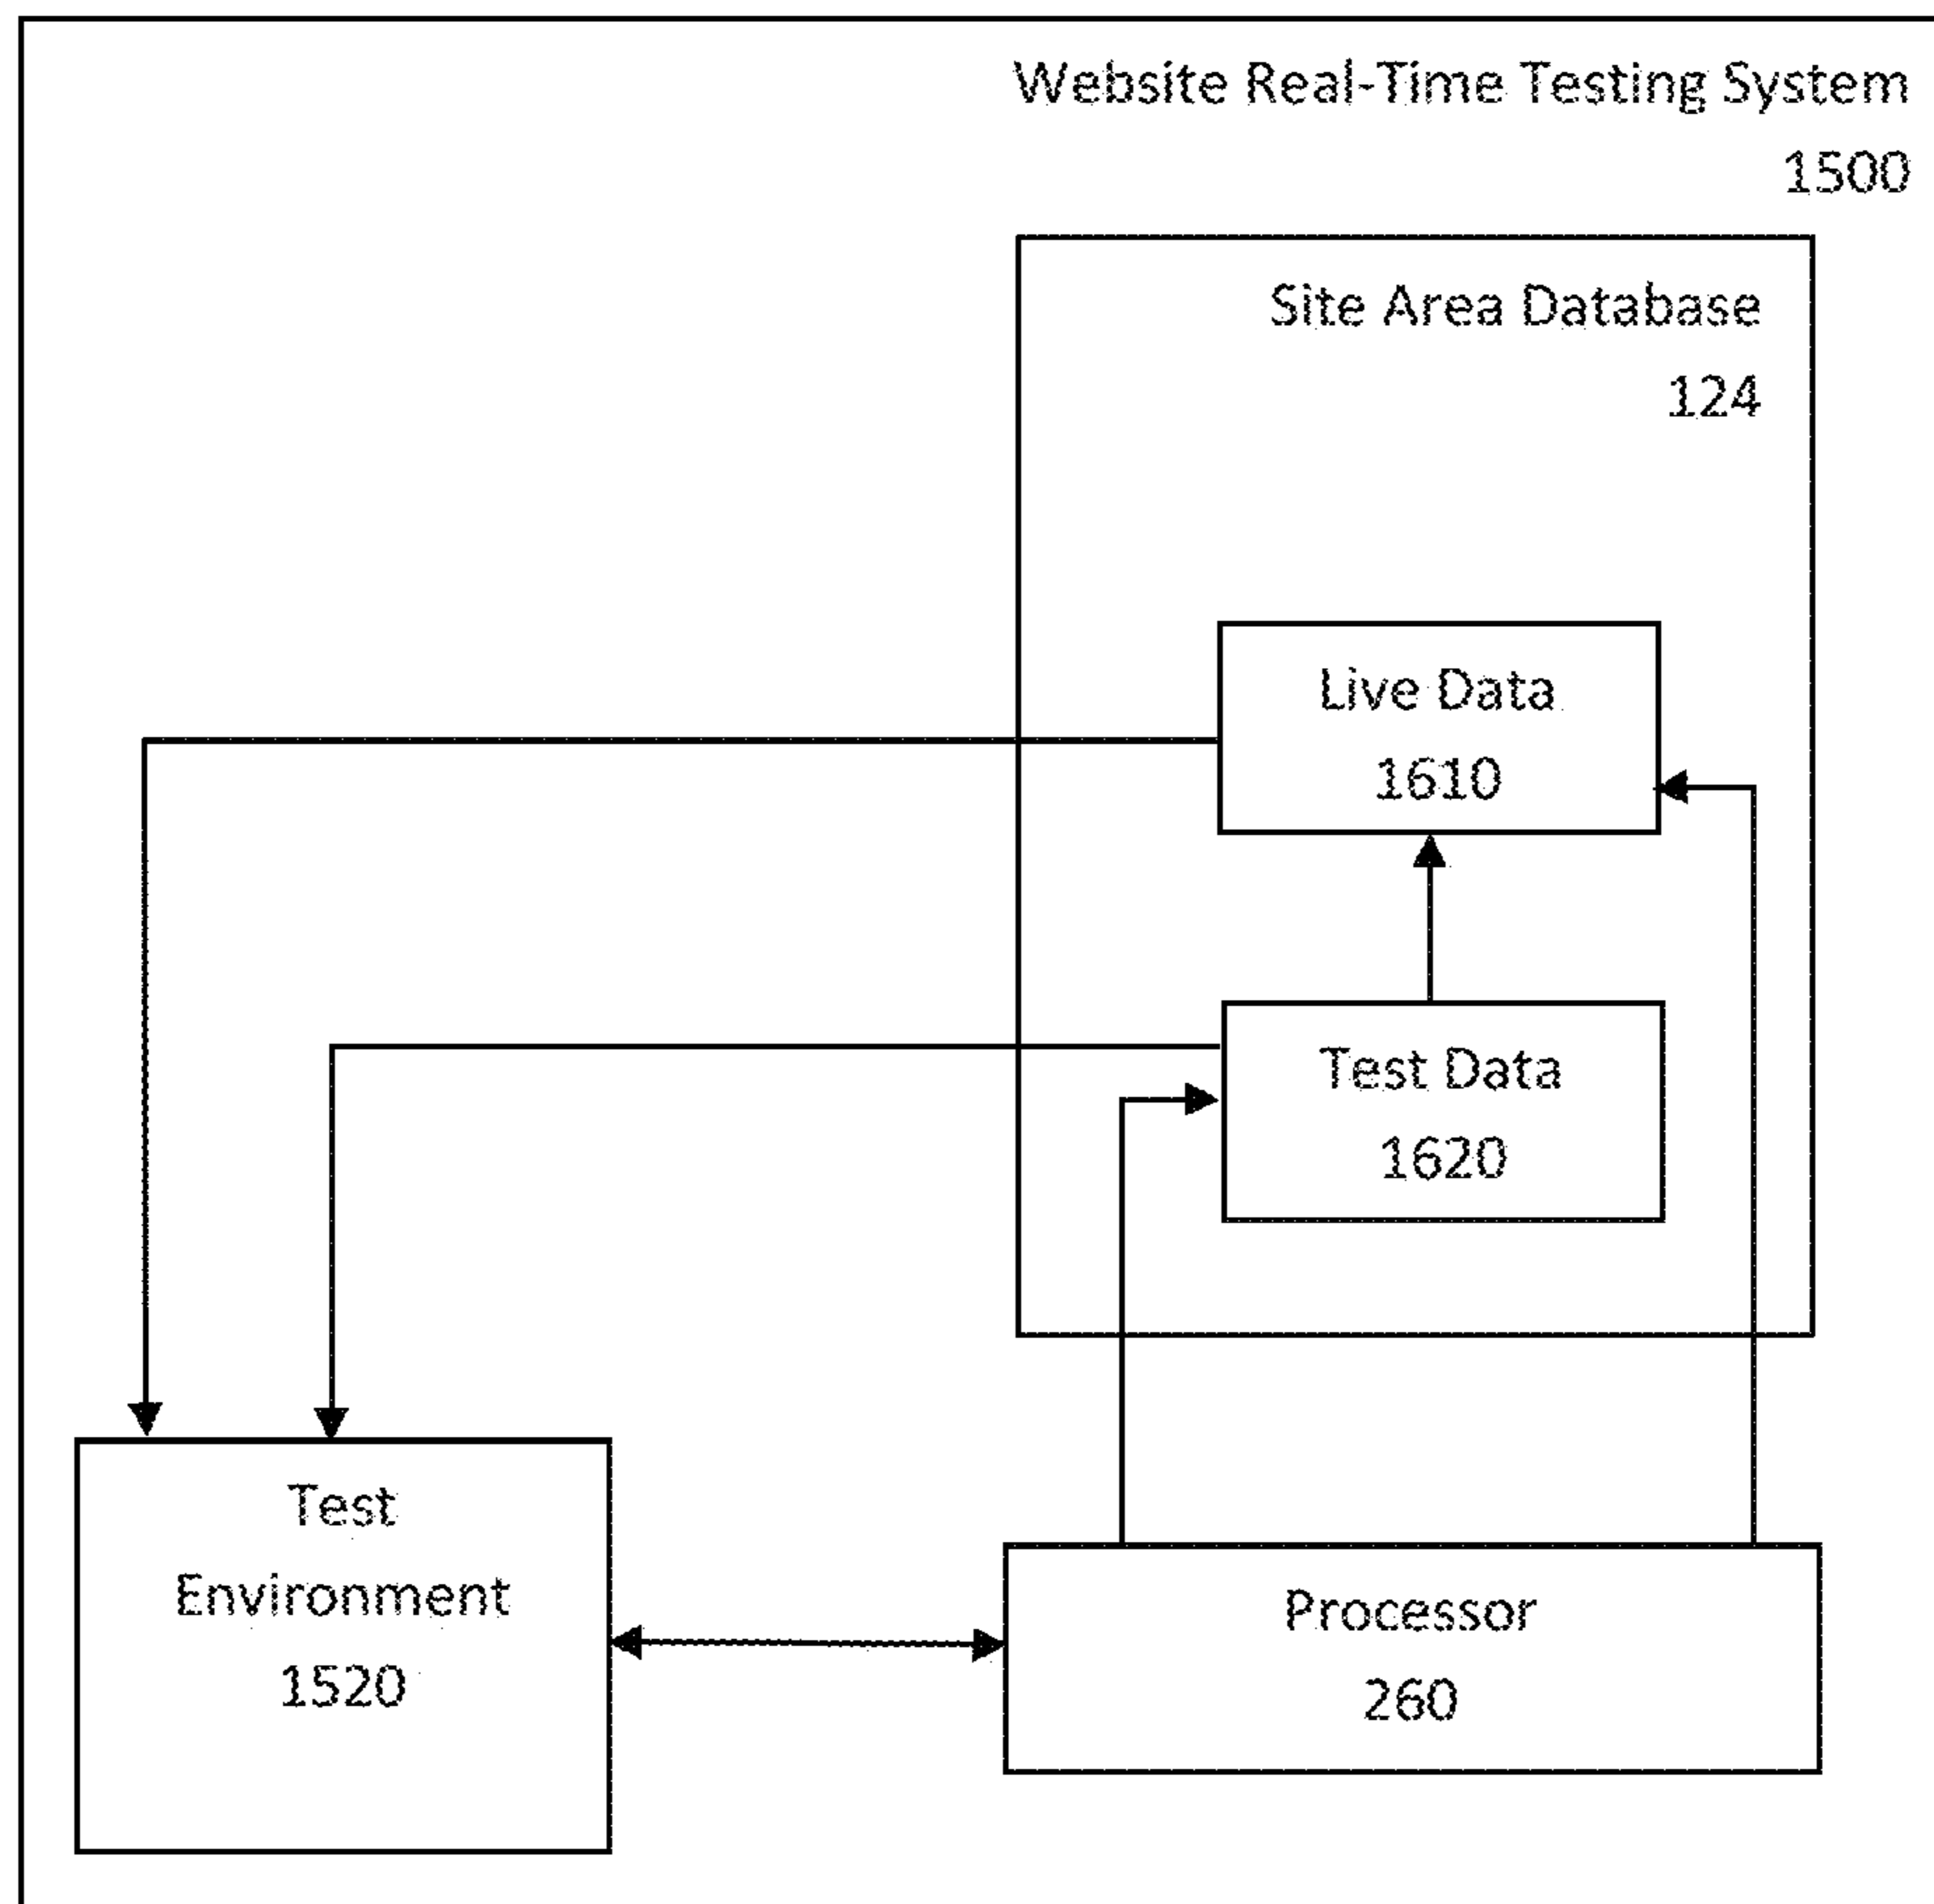 Website Real-Time Testing System
1500
Site Area Database
124
Live Data
1610
Test Data
1620
Test
Environment
1520
Processor
260